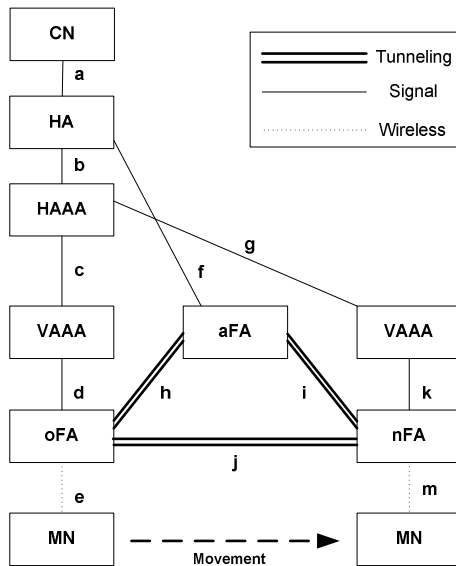 CN
a
HA
b
HAAA
c
VAAA
d
oFA
e
MN
f
g
aFA
h
i
j
VAAA
k
nFA
m
MN
Movement
Tunneling
Signal
Wireless